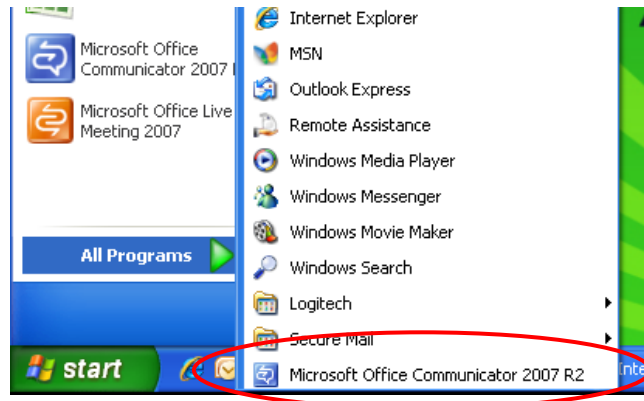 Microsoft Office
Communicator 2007
Microsoft Office Live
Meeting 2007
All Programs
start
Internet Explorer
MSN
Outlook Express
Remote Assistance
Windows Media Player
Windows Messenger
Windows Movie Maker
Windows Search
Logitech
Secure Mail
Microsoft Office Communicator 2007 R2
Inte